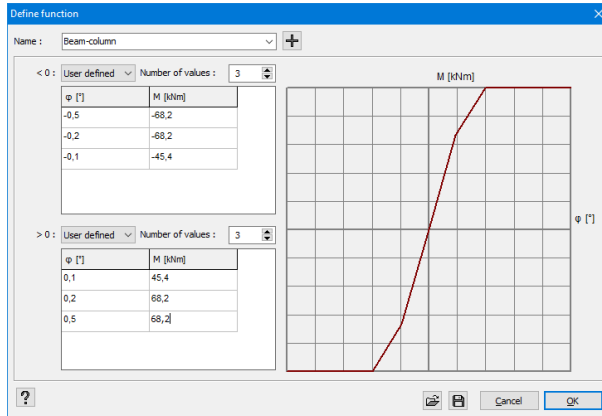 Define function
Name : Beam-column
< 0 : User defined Number of values : 3
φ [°] M [kNm]
-0,5 -68,2
-0,2 -68,2
-0,1 -45,4
> 0 : User defined Number of values : 3
φ [°] M [kNm]
0,1 45,4
0,2 68,2
0,5 68,2
M [kNm]
φ [°]
?
Cancel OK